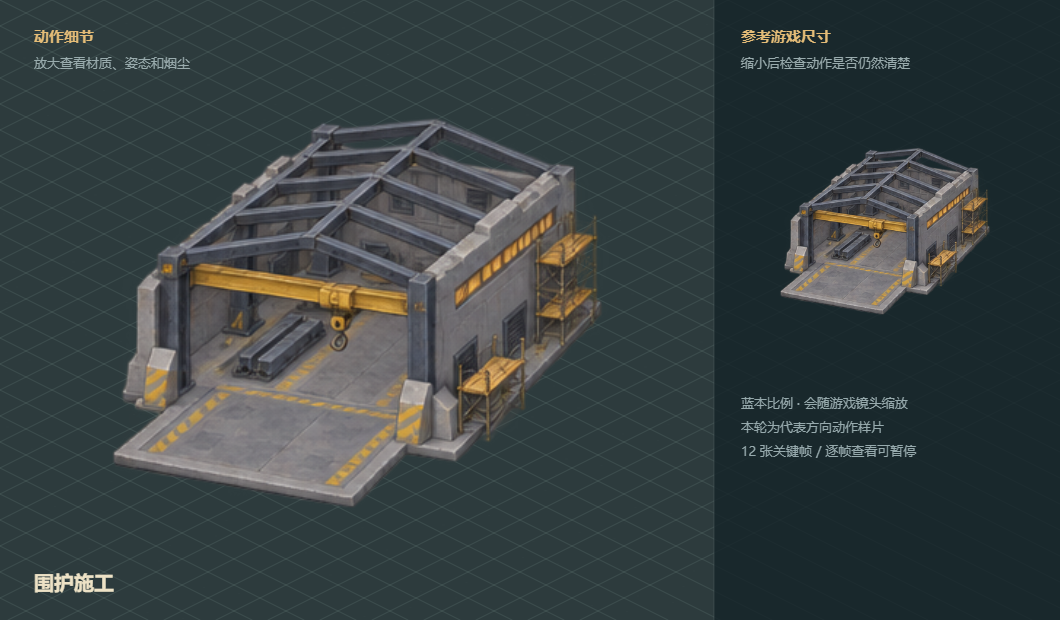 动作细节
放大查看材质、姿态和烟尘
围护施工
参考游戏尺寸
缩小后检查动作是否仍然清楚
蓝本比例 · 会随游戏镜头缩放
本轮为代表方向动作样片
12 张关键帧 / 逐帧查看可暂停